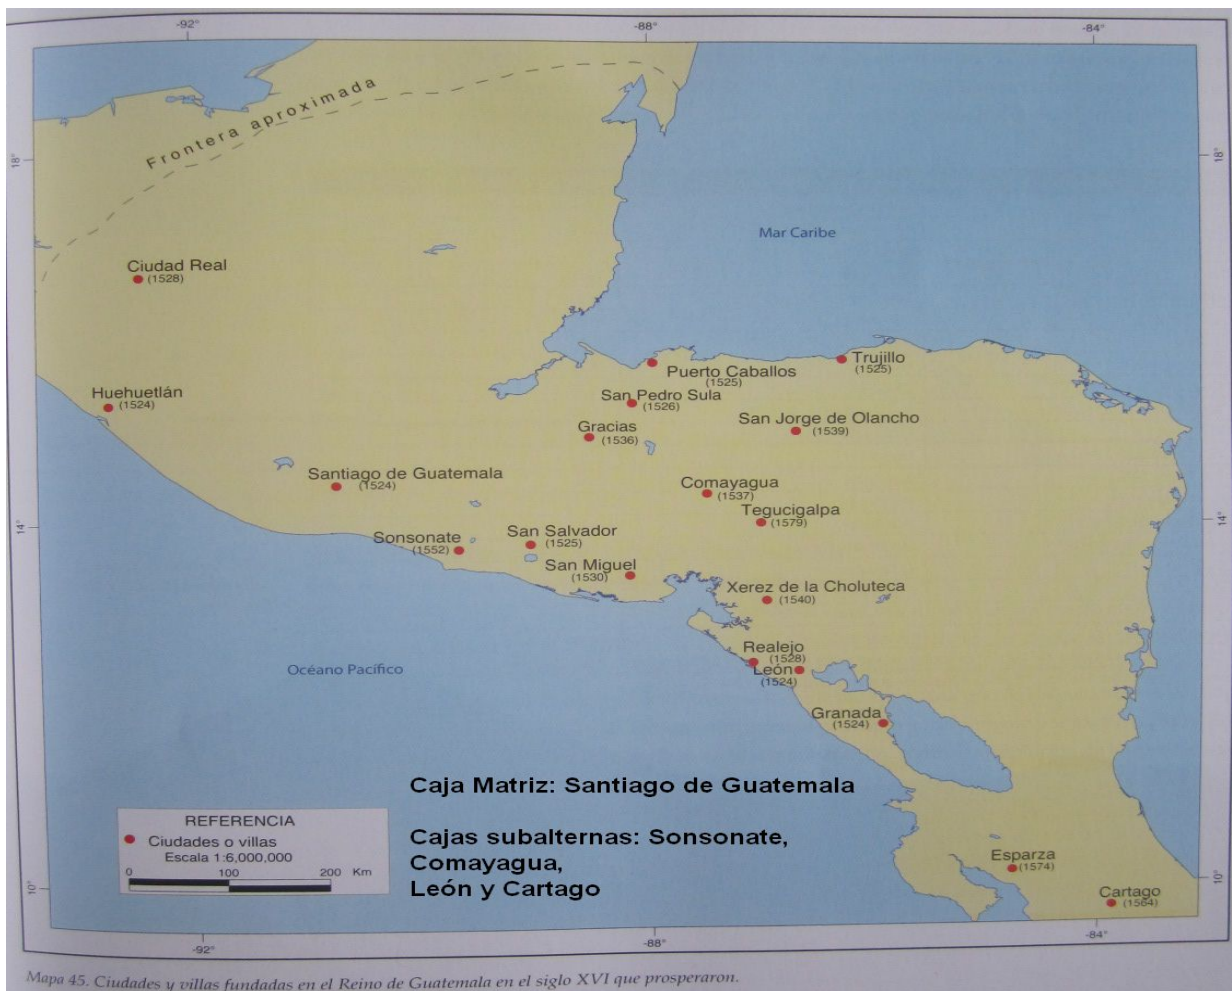 -92°
-88°
-84°
Frontera aproximada
18°
18°
Mar Caribe
Ciudad Real
(1528)
Trujillo
(1525)
Puerto Caballos
(1525)
Huehuetlán
(1524)
San Pedro Sula
(1526)
San Jorge de Olancho
(1539)
Gracias
(1536)
Santiago de Guatemala
(1524)
Comayagua
(1537)
Tegucigalpa
(1579)
14°
14°
San Salvador
(1525)
Sonsonate
(1552)
San Miguel
(1530)
Xerez de la Choluteca
(1540)
Océano Pacífico
Realejo
(1528)
León
(1524)
Granada
(1524)
Caja Matriz: Santiago de Guatemala
Cajas subalternas: Sonsonate,
Comayagua,
León y Cartago
REFERENCIA
Ciudades o villas
Escala 1:6,000,000
0 100 200 Km
Esparza
(1574)
10°
10°
Cartago
(1564)
-92°
-88°
-84°
Mapa 45. Ciudades y villas fundadas en el Reino de Guatemala en el siglo XVI que prosperaron.